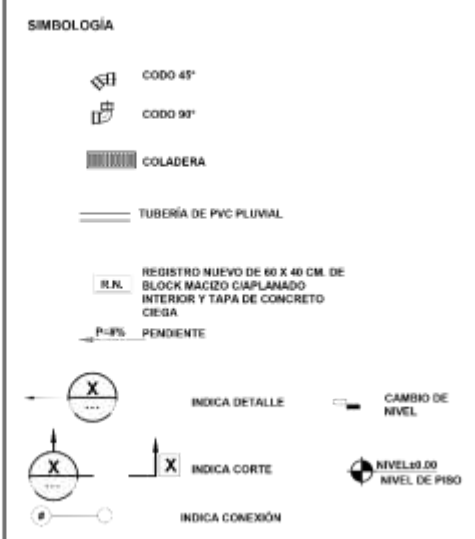 SIMBOLOGÍA
CODO 45°
CODO 90°
COLADERA
TUBERÍA DE PVC PLUVIAL
R.N.
REGISTRO NUEVO DE 60 X 40 CM. DE
BLOCK MACIZO C/APLANADO
INTERIOR Y TAPA DE CONCRETO
CIEGA
P=#%
PENDIENTE
X
---
INDICA DETALLE
CAMBIO DE
NIVEL
X
---
X
INDICA CORTE
NIVEL±0.00
NIVEL DE PISO
#
INDICA CONEXIÓN